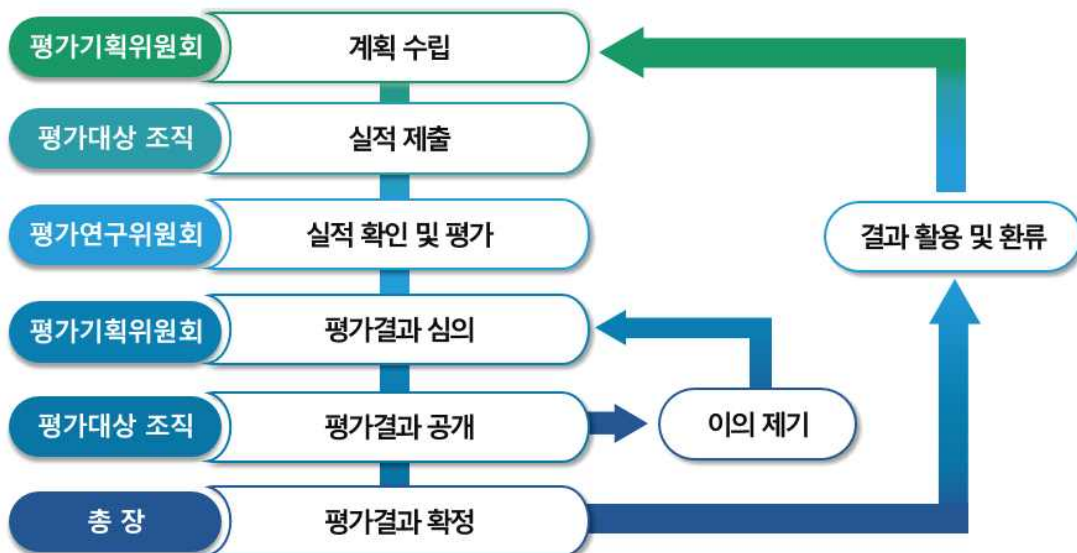 평가기획위원회
계획 수립
평가대상 조직
실적 제출
평가연구위원회
실적 확인 및 평가
결과 활용 및 환류
평가기획위원회
평가결과 심의
평가대상 조직
평가결과 공개
이의 제기
총 장
평가결과 확정